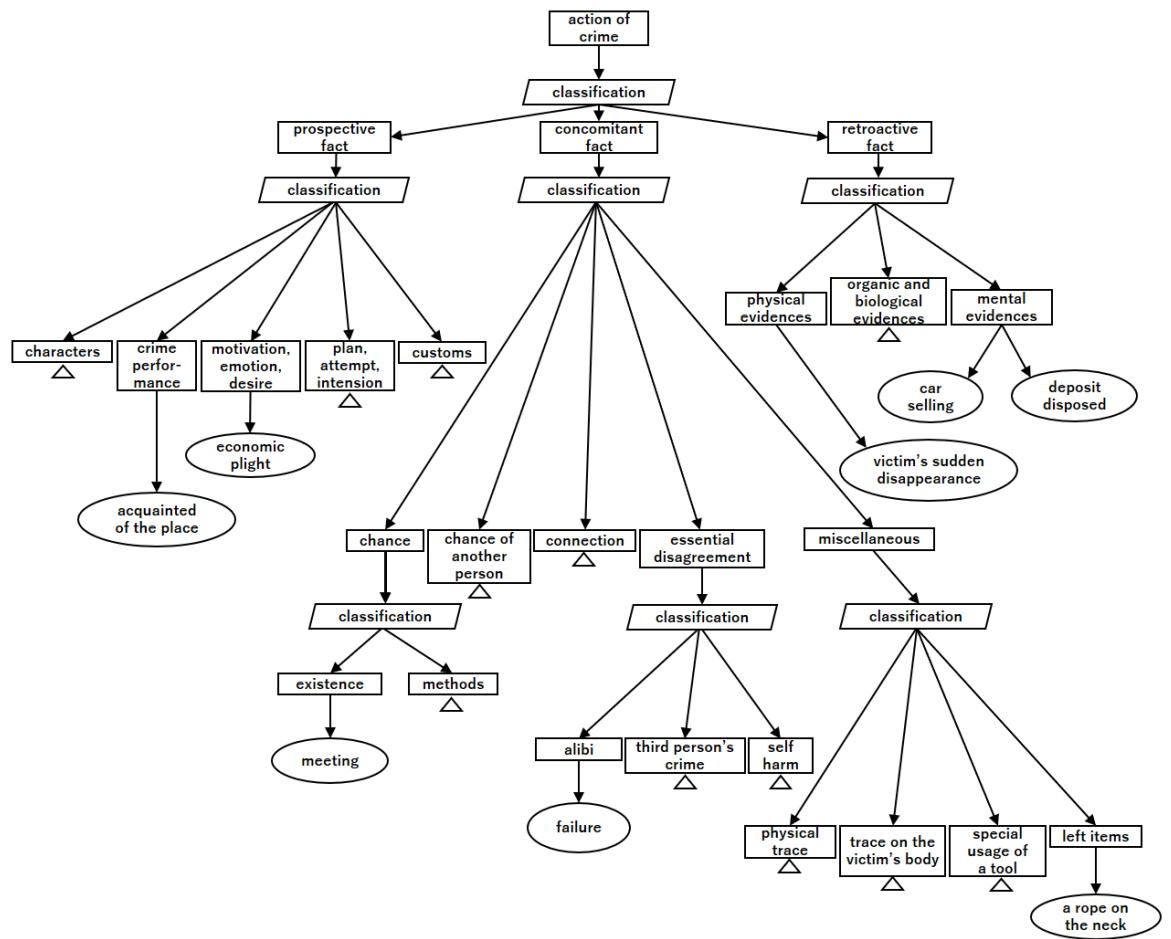 action of
crime
classification
prospective
fact
concomitant
fact
retroactive
fact
classification
classification
classification
physical
evidences
organic and
biological
evidences
mental
evidences
characters
crime
perfor-
mance
motivation,
emotion,
desire
plan,
attempt,
intension
customs
car
selling
deposit
disposed
economic
plight
victim's sudden
disappearance
acquainted
of the place
chance
chance of
another
person
connection
essential
disagreement
miscellaneous
classification
classification
classification
existence
methods
meeting
alibi
third person's
crime
self
harm
failure
physical
trace
trace on the
victim's body
special
usage of
a tool
left items
a rope on
the neck